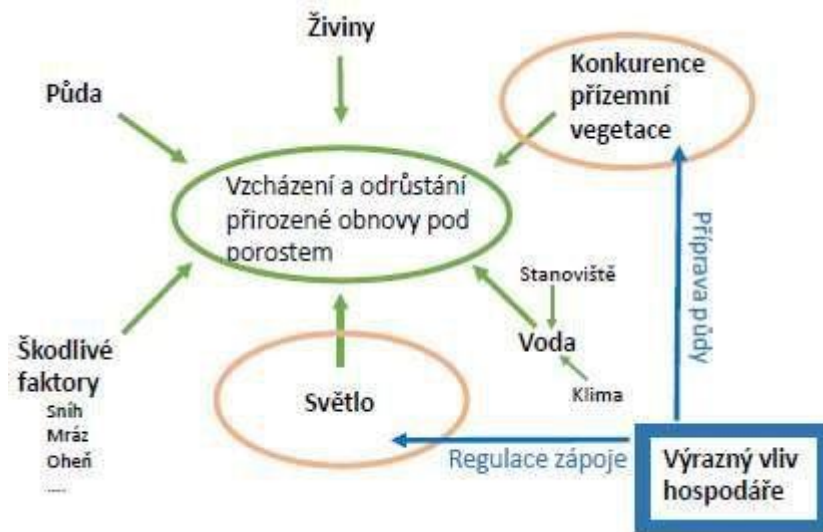 Živiny
Půda
Konkurence
přízemní
vegetace
Vzcházení a odrůstání
přirozené obnovy pod
porostem
Stanoviště
Voda
Klima
Příprava půdy
Škodlivé
faktory
Sníh
Mráz
Oheň
.....
Světlo
Regulace zápoje
Výrazný vliv
hospodáře